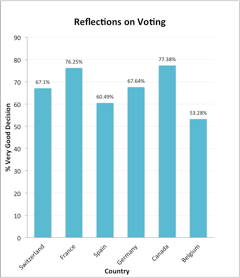 Reflections on Voting
% Very Good Decision
90
80
70
60
50
40
30
20
10
0
67.1%
76.25%
60.49%
67.64%
77.38%
53.28%
Switzerland
France
Spain
Germany
Canada
Belgium
Country